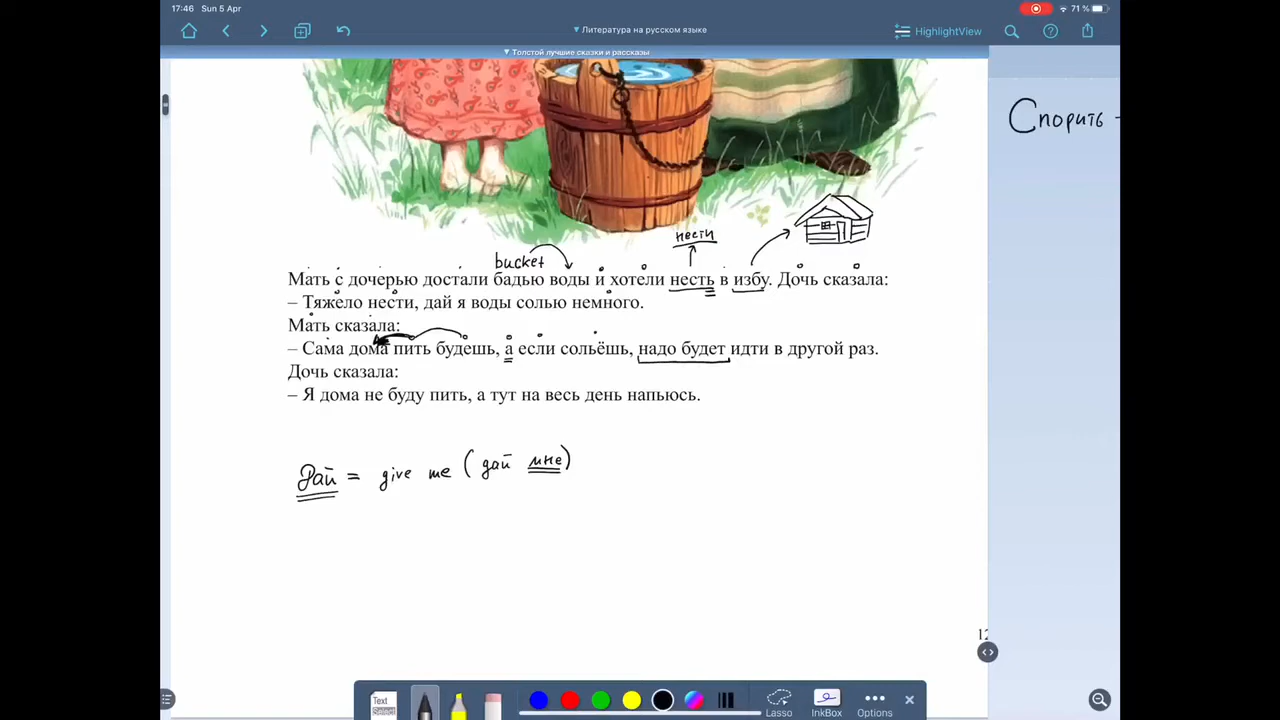 17:46 Sun 5 Apr
71 %
Литература на русском языке
HighlightView
Толстой лучшие сказки и рассказы
Спорить -
нести
bucket
Мать с дочерью достали бадью воды и хотели несть в избу. Дочь сказала:
– Тяжело нести, дай я воды солью немного.
Мать сказала:
– Сама дома пить будешь, а если сольёшь, надо будет идти в другой раз.
Дочь сказала:
– Я дома не буду пить, а тут на весь день напьюсь.
Дай = give me (дай мне)
12
Text
Select
Lasso
InkBox
Options